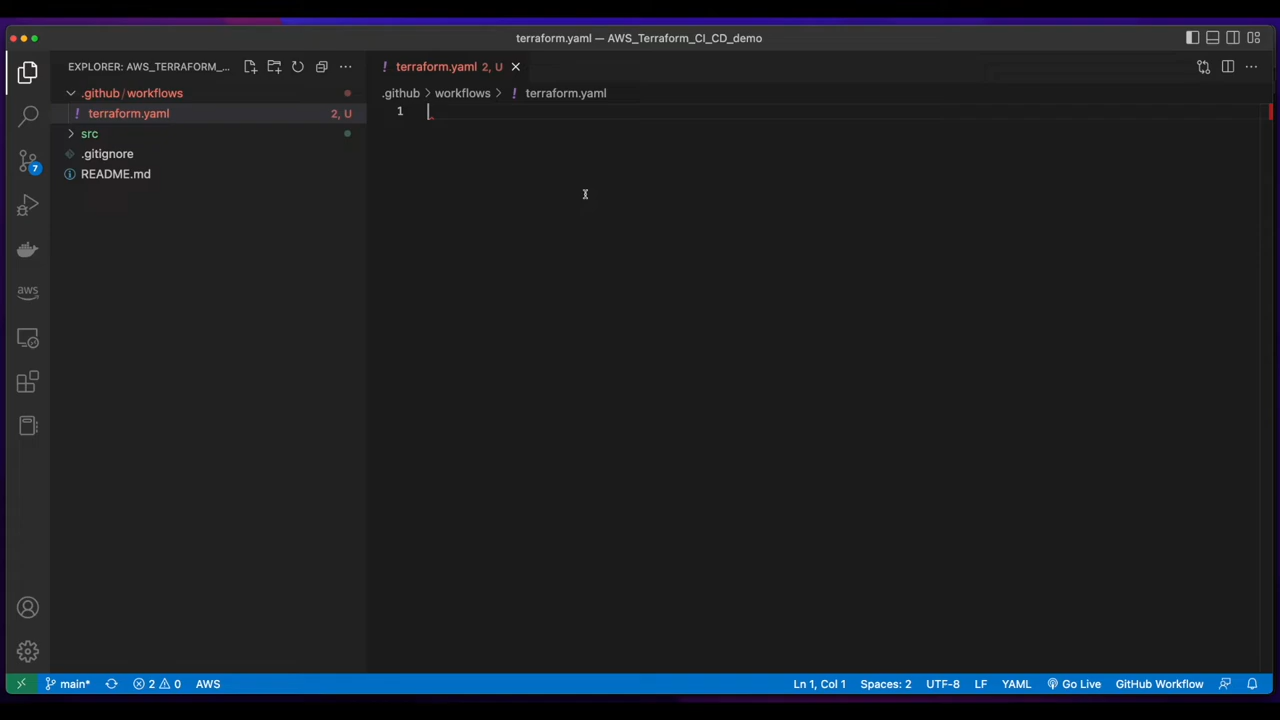 terraform.yaml — AWS_Terraform_CI_CD_demo
EXPLORER: AWS_TERRAFORM_...
terraform.yaml 2, U
.github/workflows
.github > workflows > ! terraform.yaml
! terraform.yaml 2, U
1
src
.gitignore
README.md
7
aws
main* 2 0 AWS
Ln 1, Col 1 Spaces: 2 UTF-8 LF YAML Go Live GitHub Workflow